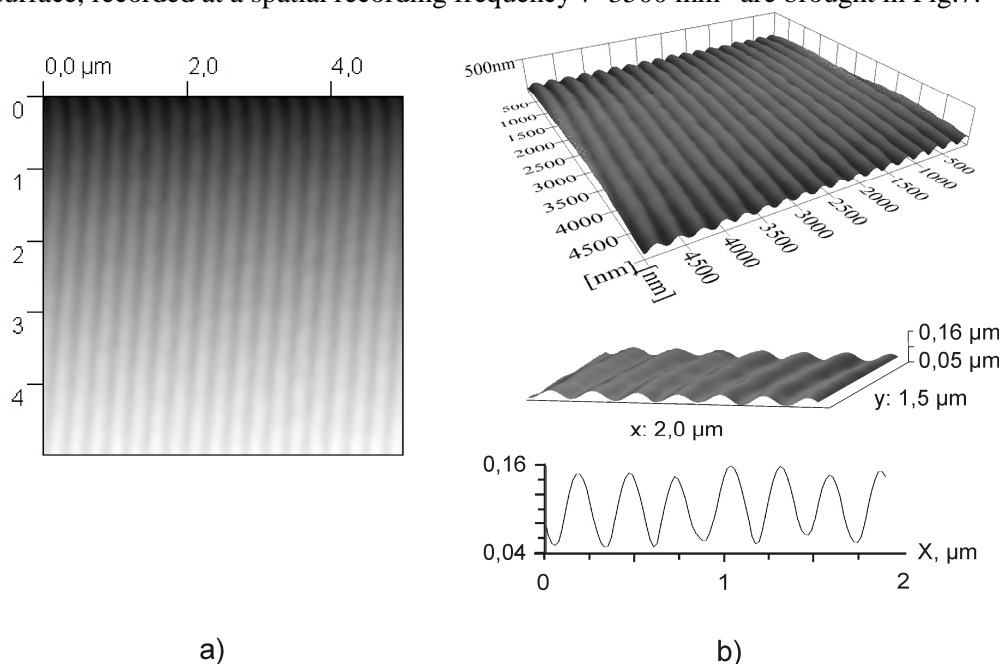 surface, recorded at a spatial recording frequency mm are brought in Fig.7.
0,0 µm 2,0 4,0
0
1
2
3
4
500nm
500
1000
1500
2000
2500
3000
3500
4000
4500
[nm]
500
1000
1500
2000
2500
3000
3500
4000
4500
[nm]
0,16 µm
0,05 µm
y: 1,5 µm
x: 2,0 µm
0,16
0,04
X, µm
0 1 2
a) b)